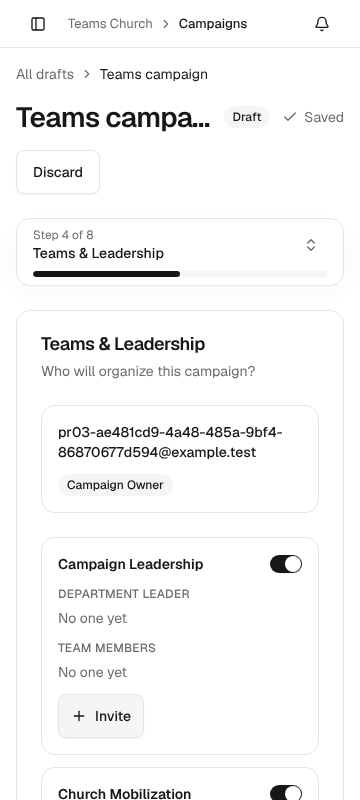 Teams Church > Campaigns
All drafts > Teams campaign
Teams campa... Draft Saved
Discard
Step 4 of 8
Teams & Leadership
Teams & Leadership
Who will organize this campaign?
pr03-ae481cd9-4a48-485a-9bf4-
86870677d594@example.test
Campaign Owner
Campaign Leadership
DEPARTMENT LEADER
No one yet
TEAM MEMBERS
No one yet
+ Invite
Church Mobilization